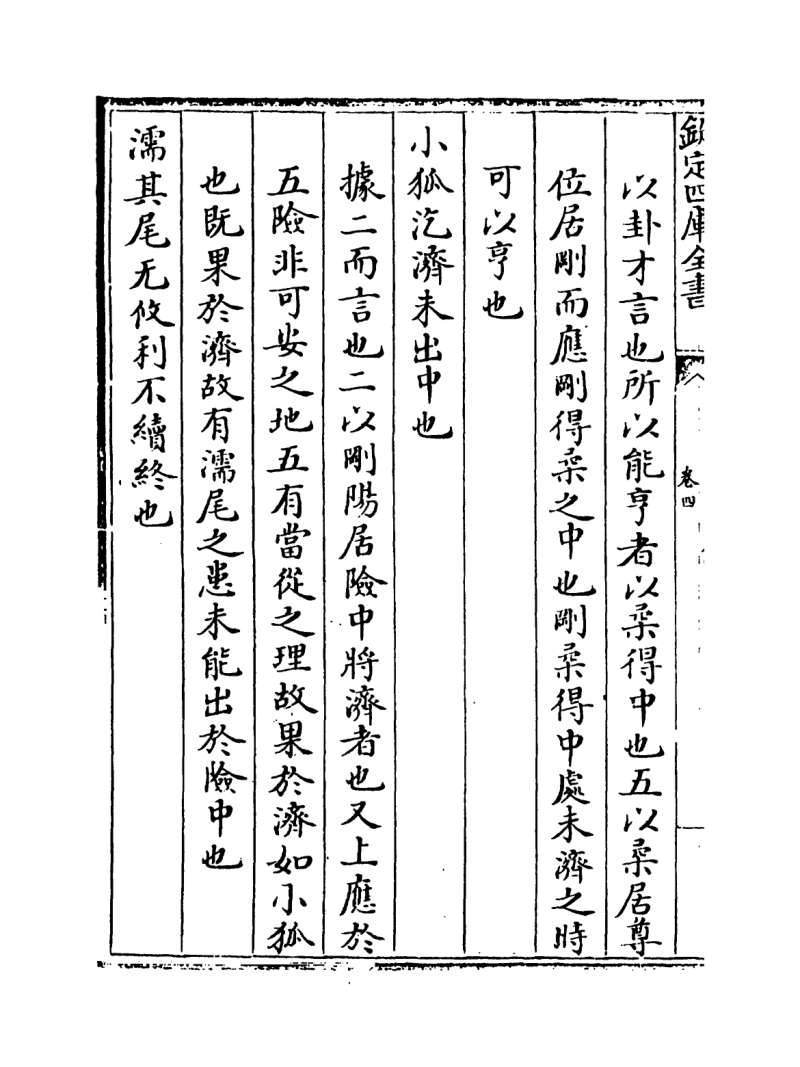 欽定四庫全書
卷四
以卦才言也所以能亨者以柔得中也五以柔居尊
位居剛而應剛得柔之中也剛柔得中處未濟之時
可以亨也
小狐汔濟未出中也
據二而言也二以剛陽居險中將濟者也又上應於
五險非可安之地五有當從之理故果於濟如小狐
也既果於濟故有濡尾之患未能出於險中也
濡其尾无攸利不續終也